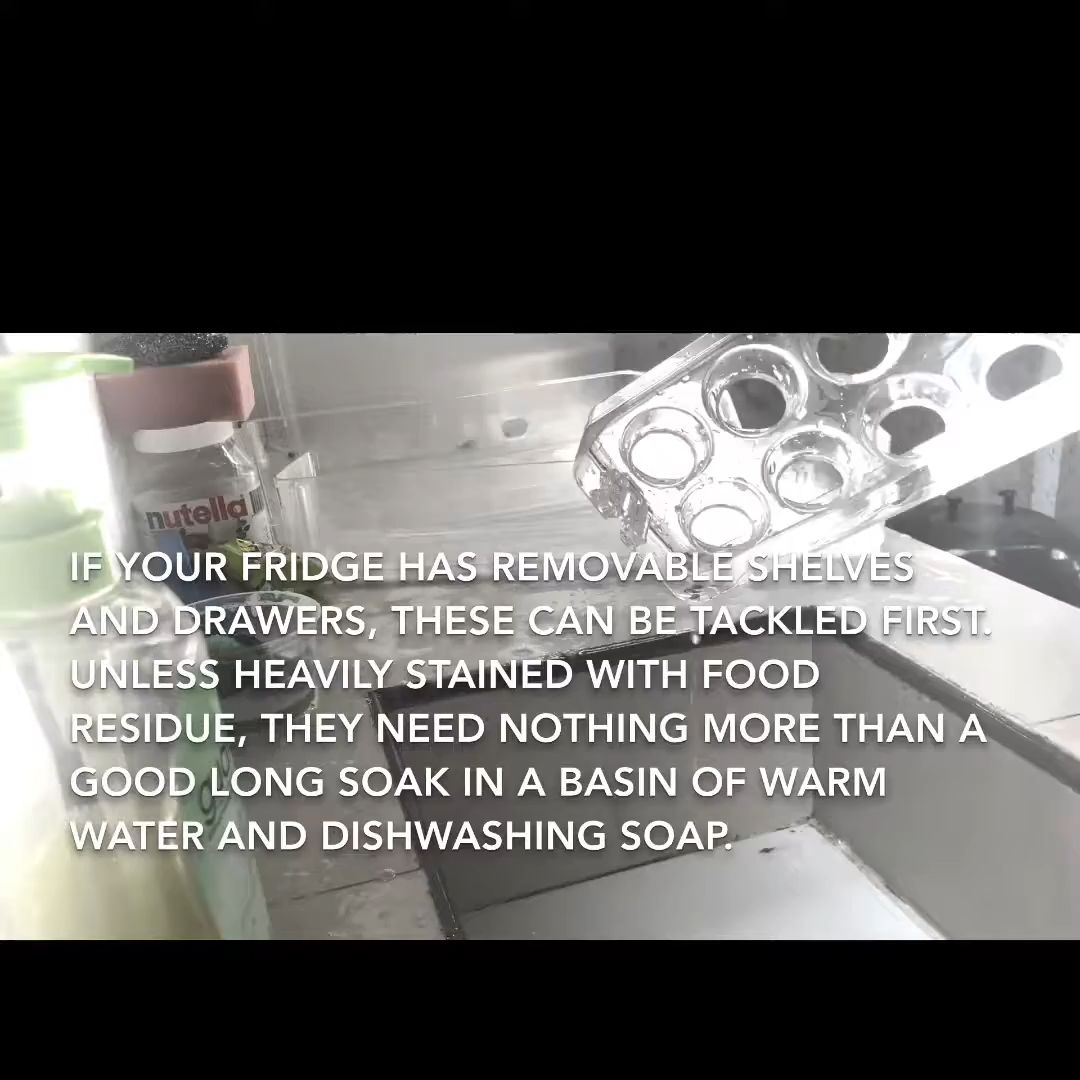 nutella
IF YOUR FRIDGE HAS REMOVABLE SHELVES
AND DRAWERS, THESE CAN BE TACKLED FIRST.
UNLESS HEAVILY STAINED WITH FOOD
RESIDUE, THEY NEED NOTHING MORE THAN A
GOOD LONG SOAK IN A BASIN OF WARM
WATER AND DISHWASHING SOAP.